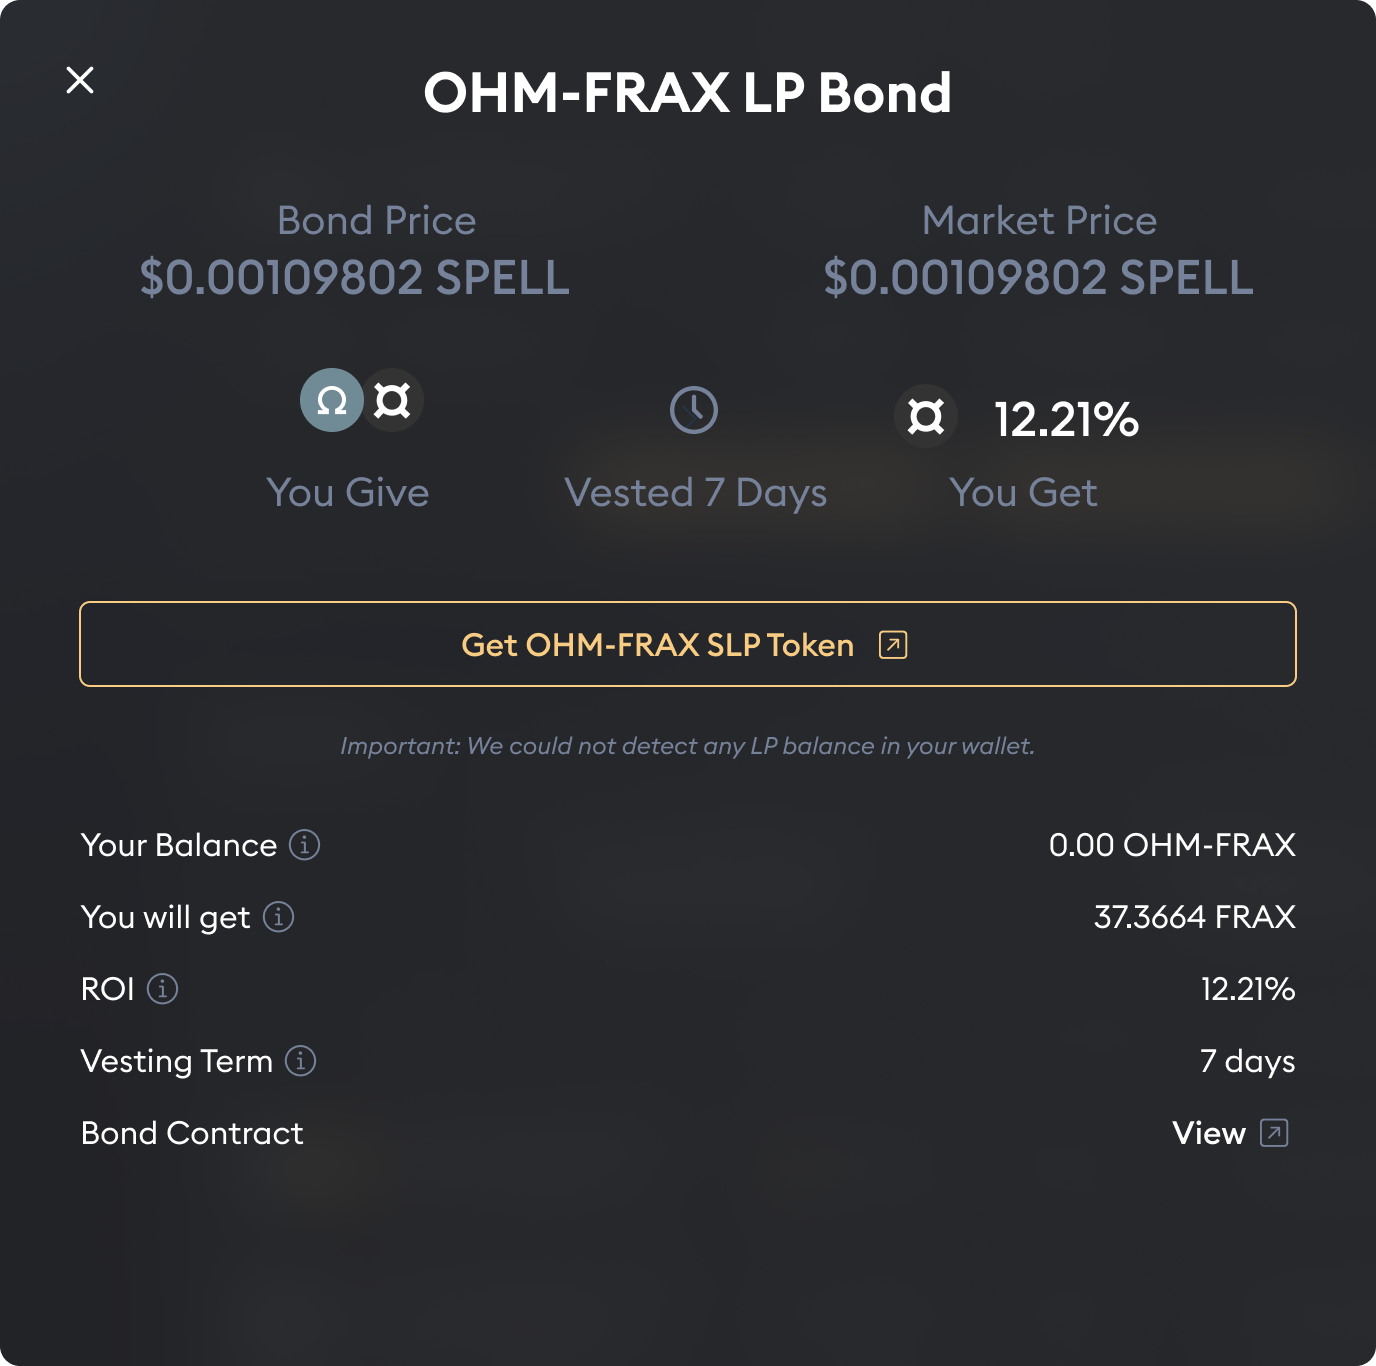 OHM-FRAX LP Bond
Bond Price
$0.00109802 SPELL
Market Price
$0.00109802 SPELL
Ω
12.21%
You Give
Vested 7 Days
You Get
Get OHM-FRAX SLP Token
Important: We could not detect any LP balance in your wallet.
Your Balance
0.00 OHM-FRAX
You will get
37.3664 FRAX
ROI
12.21%
Vesting Term
7 days
Bond Contract
View